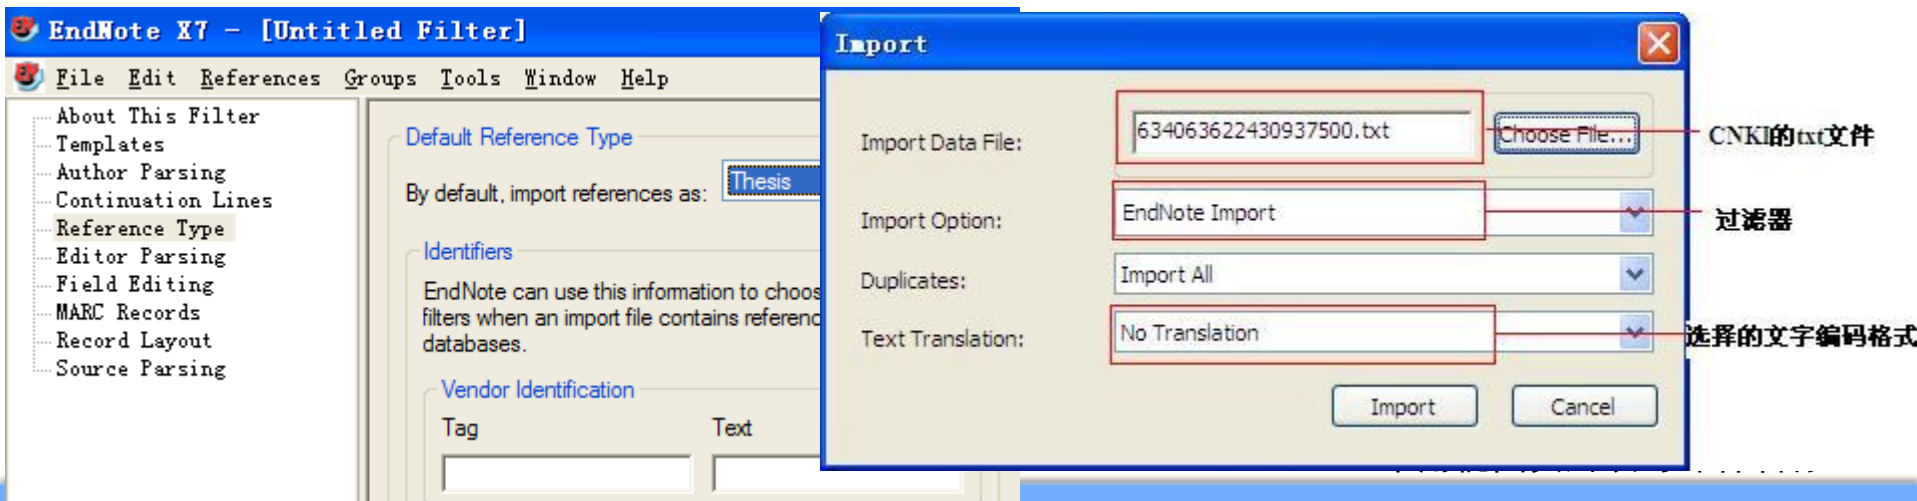 EndNote X7 - [Untitled Filter]
File Edit References Groups Tools Window Help
About This Filter
Templates
Author Parsing
Continuation Lines
Reference Type
Editor Parsing
Field Editing
MARC Records
Record Layout
Source Parsing
Default Reference Type
By default, import references as: Thesis
Identifiers
EndNote can use this information to choos
filters when an import file contains referenc
databases.
Vendor Identification
Tag Text
Import
Import Data File: 634063622430937500.txt Choose File... CNKI的txt文件
Import Option: EndNote Import 过滤器
Duplicates: Import All
Text Translation: No Translation 选择的文字编码格式
Import Cancel